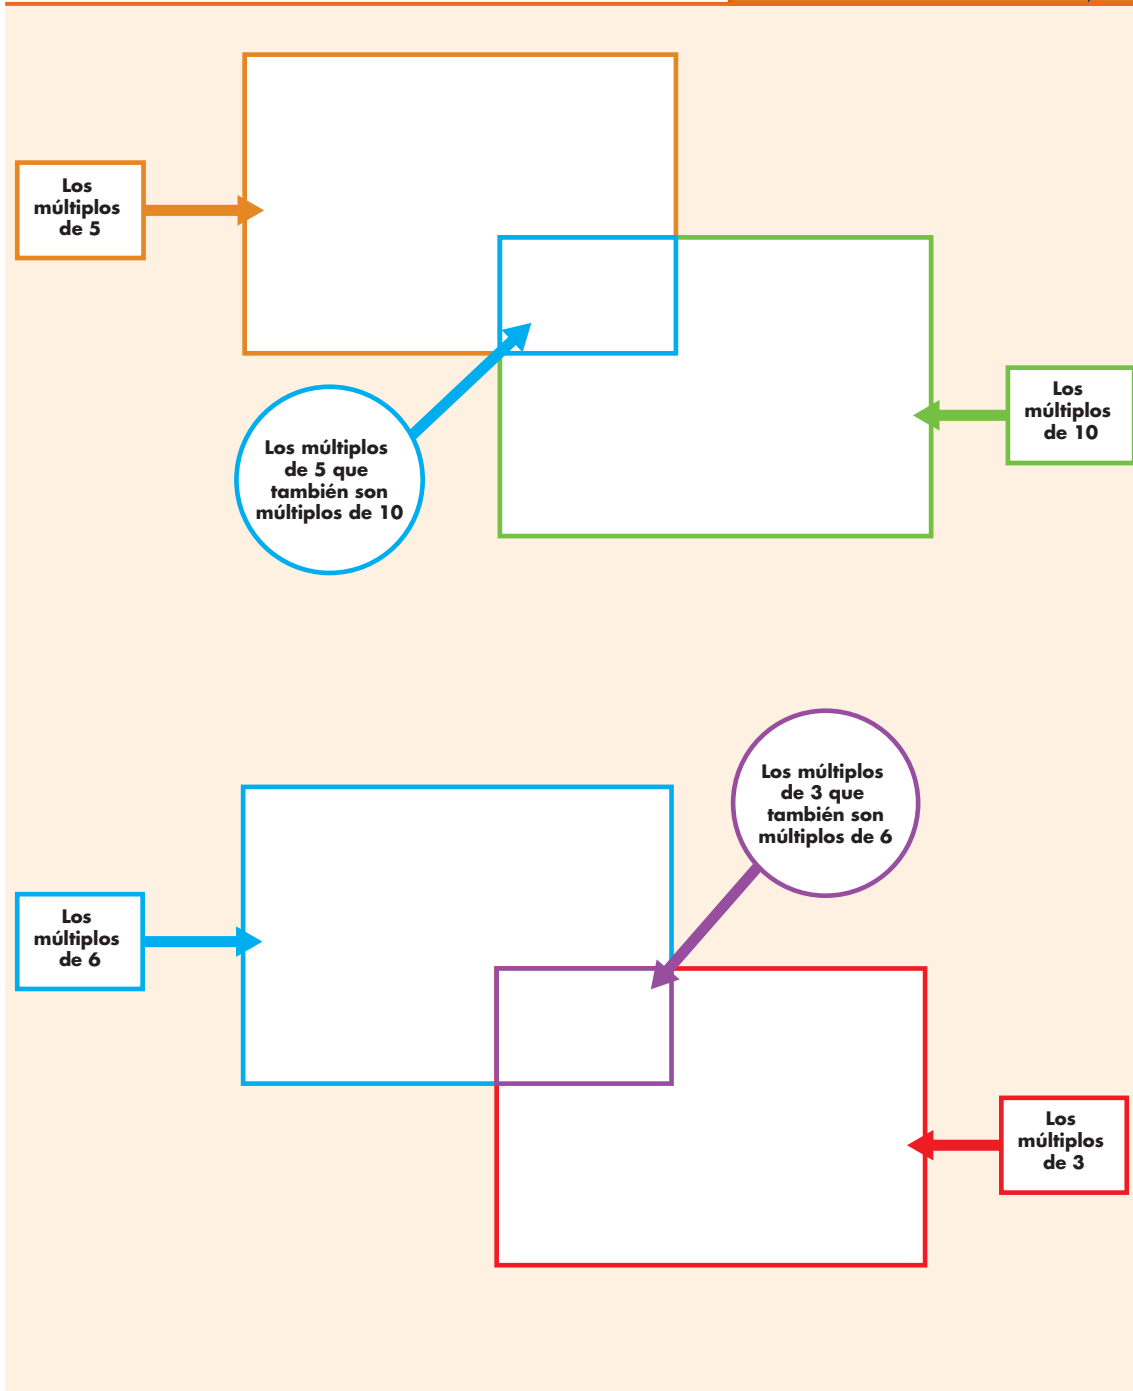 Los
múltiplos
de 5
Los múltiplos
de 5 que
también son
múltiplos de 10
Los
múltiplos
de 10
Los múltiplos
de 3 que
también son
múltiplos de 6
Los
múltiplos
de 6
Los
múltiplos
de 3